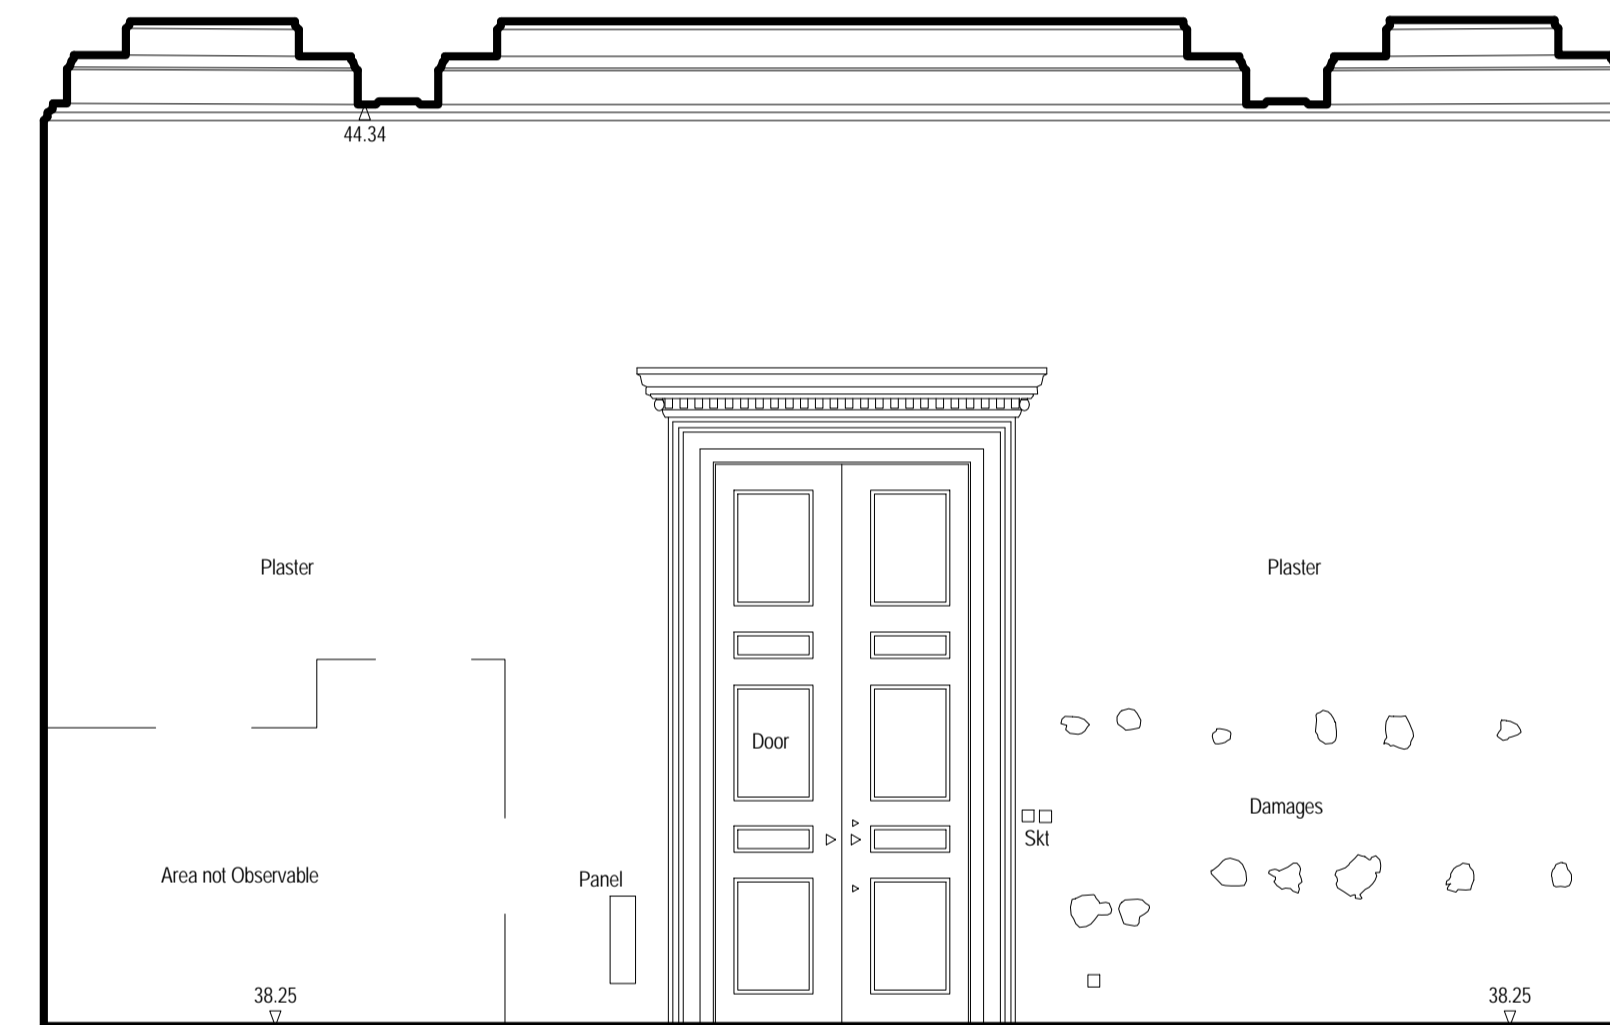 44.34
Plaster
Plaster
Door
Damages
Skt
Area not Observable
Panel
38.25
38.25